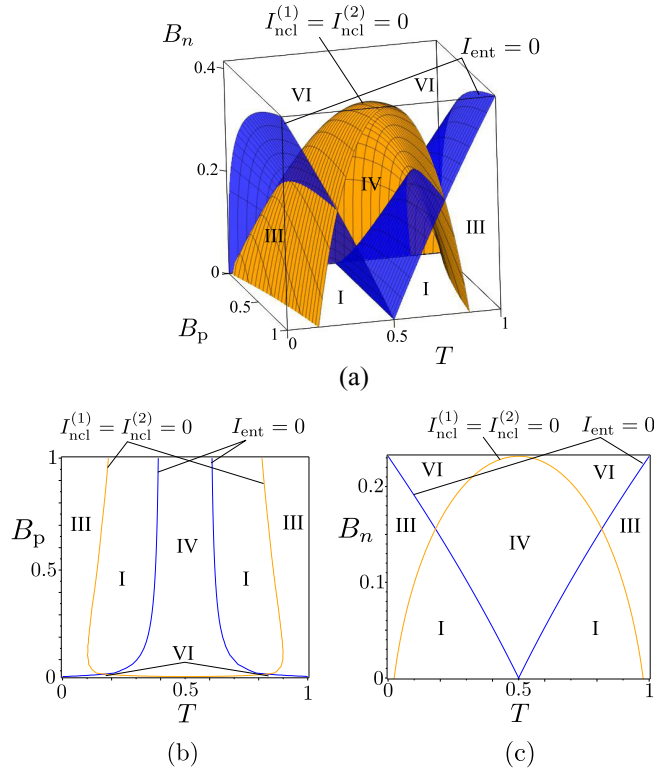 I_ncl^(1) = I_ncl^(2) = 0
B_n
I_ent = 0
0.4
VI
VI
0.2
IV
III
III
0
I
I
0.5
B_p
1
0
0.5
1
T
(a)
I_ncl^(1) = I_ncl^(2) = 0
I_ent = 0
1
III
III
B_p
IV
0.5
I
I
VI
0
0
0.5
1
T
(b)
I_ncl^(1) = I_ncl^(2) = 0
I_ent = 0
VI
VI
0.2
III
III
B_n
IV
0.1
I
I
0
0
0.5
1
T
(c)